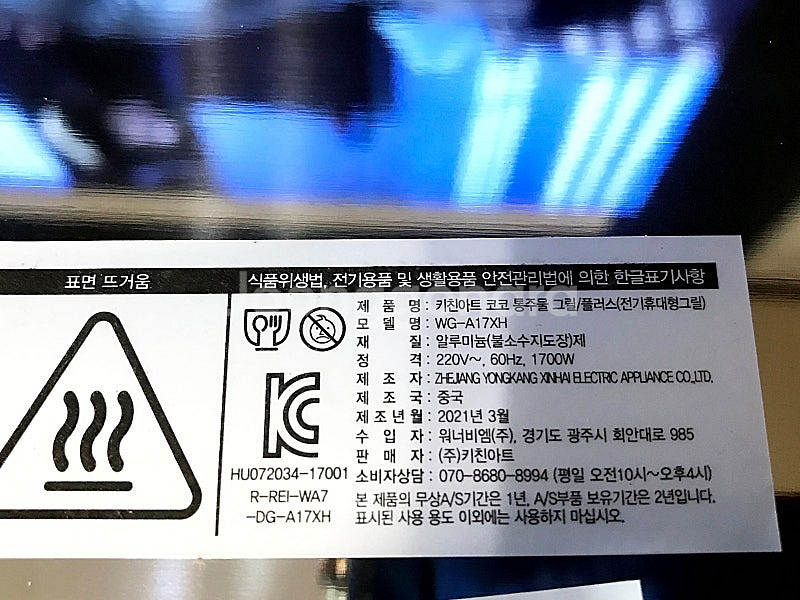 표면 뜨거움
식품위생법, 전기용품 및 생활용품 안전관리법에 의한 한글표기사항
제 품 명 : 키친아트 코코 통주물 그릴/플러스(전기휴대형그릴)
모 델 명 : WG-A17XH
재 질 : 알루미늄(불소수지도장)제
정 격 : 220V～, 60Hz, 1700W
제 조 자 : ZHEJIANG YONGKANG XINHAI ELECTRIC APPLIANCE CO.,LTD.
제 조 국 : 중국
제조년월 : 2021년 3월
수 입 자 : 워너비엠(주), 경기도 광주시 회안대로 985
판 매 자 : (주)키친아트
소비자상담 : 070-8680-8994 (평일 오전10시～오후4시)
본 제품의 무상A/S기간은 1년, A/S부품 보유기간은 2년입니다.
표시된 사용 용도 이외에는 사용하지 마십시오.
HU072034-17001
R-REI-WA7
-DG-A17XH